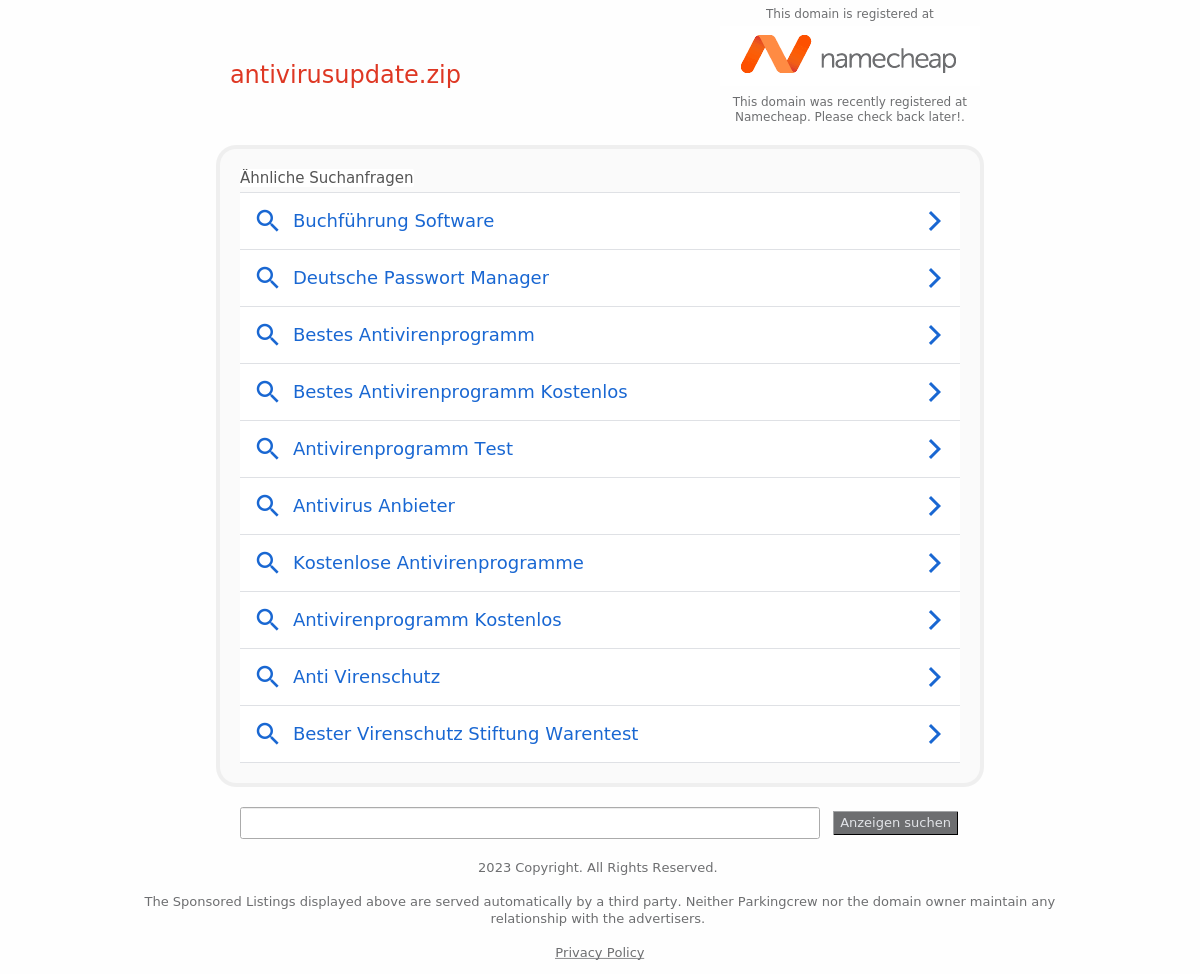 This domain is registered at
namecheap
antivirusupdate.zip
This domain was recently registered at
Namecheap. Please check back later!.
Ähnliche Suchanfragen
Buchführung Software
Deutsche Passwort Manager
Bestes Antivirenprogramm
Bestes Antivirenprogramm Kostenlos
Antivirenprogramm Test
Antivirus Anbieter
Kostenlose Antivirenprogramme
Antivirenprogramm Kostenlos
Anti Virenschutz
Bester Virenschutz Stiftung Warentest
Anzeigen suchen
2023 Copyright. All Rights Reserved.
The Sponsored Listings displayed above are served automatically by a third party. Neither Parkingcrew nor the domain owner maintain any
relationship with the advertisers.
Privacy Policy